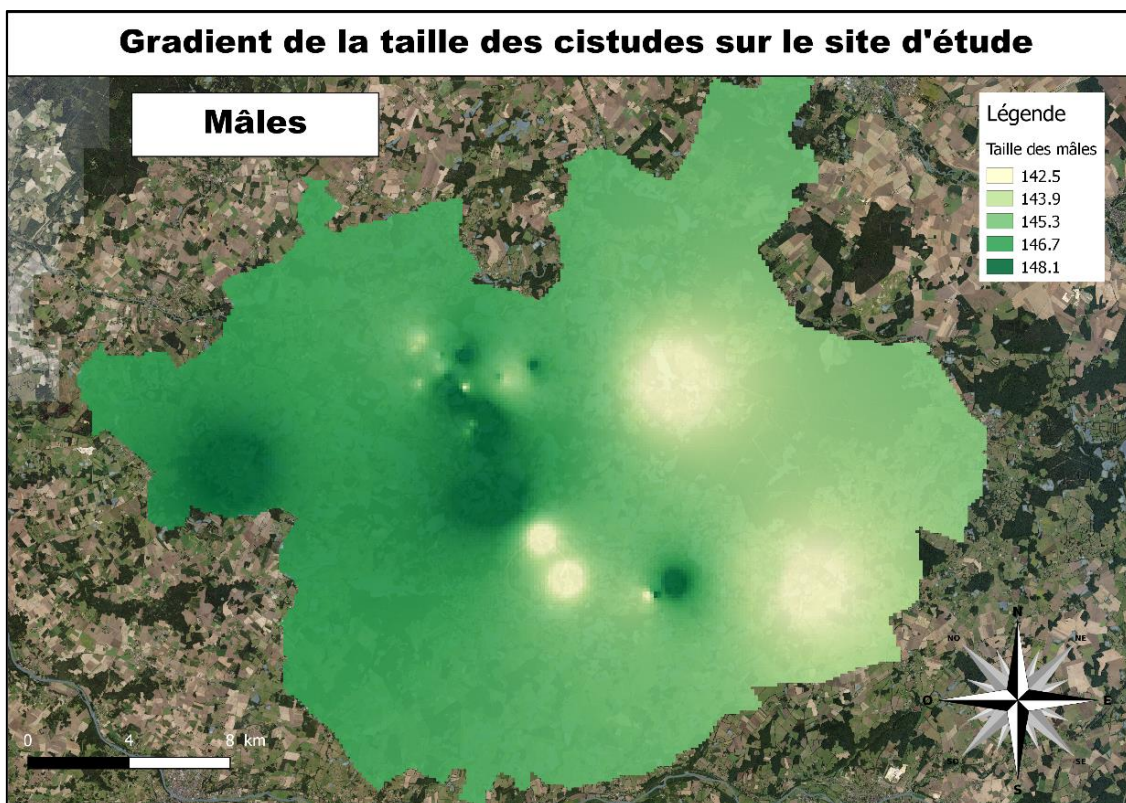 Gradient de la taille des cistudes sur le site d'étude
Mâles
Légende
Taille des mâles
142.5
143.9
145.3
146.7
148.1
0 4 8 km
N
NO NE
O E
SO SE
S